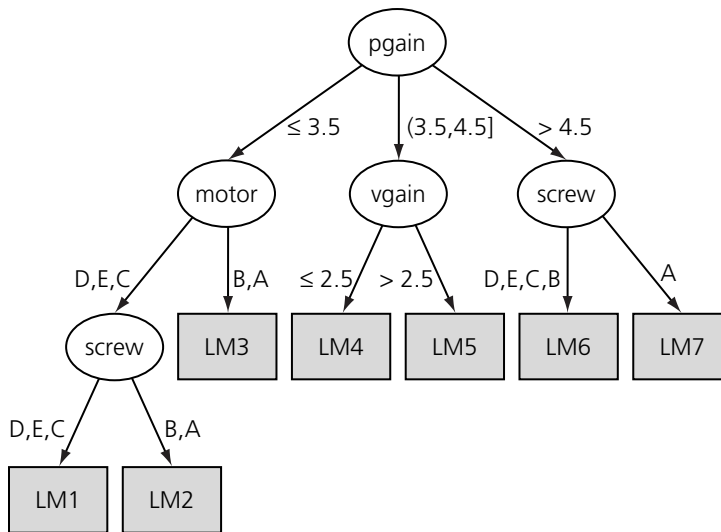 pgain
≤ 3.5
(3.5,4.5]
> 4.5
motor
vgain
screw
D,E,C
B,A
≤ 2.5
> 2.5
D,E,C,B
A
screw
LM3
LM4
LM5
LM6
LM7
D,E,C
B,A
LM1
LM2